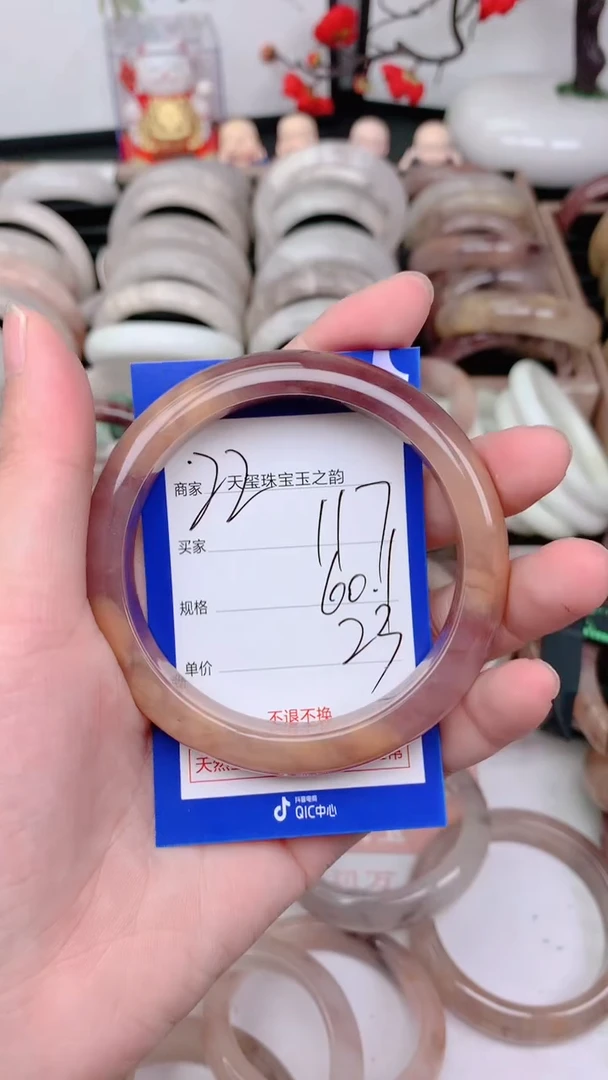 商家 天玺珠宝玉之韵
22
买家 117
规格 60.1
单价 23
不退不换
抖音电商
QIC中心